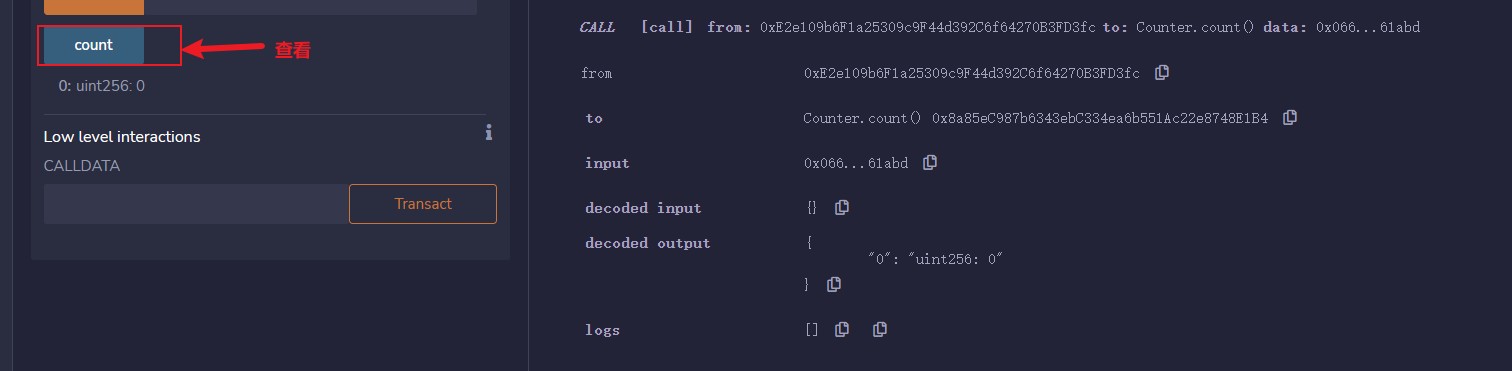 count
查看
0: uint256: 0
Low level interactions
i
CALLDATA
Transact
CALL [call] from: 0xE2e109b6F1a25309c9F44d392C6f64270B3FD3fc to: Counter.count() data: 0x066...61abd
from 0xE2e109b6F1a25309c9F44d392C6f64270B3FD3fc
to Counter.count() 0x8a85eC987b6343ebC334ea6b551Ac22e8748E1B4
input 0x066...61abd
decoded input {}
decoded output {
"0": "uint256: 0"
}
logs []